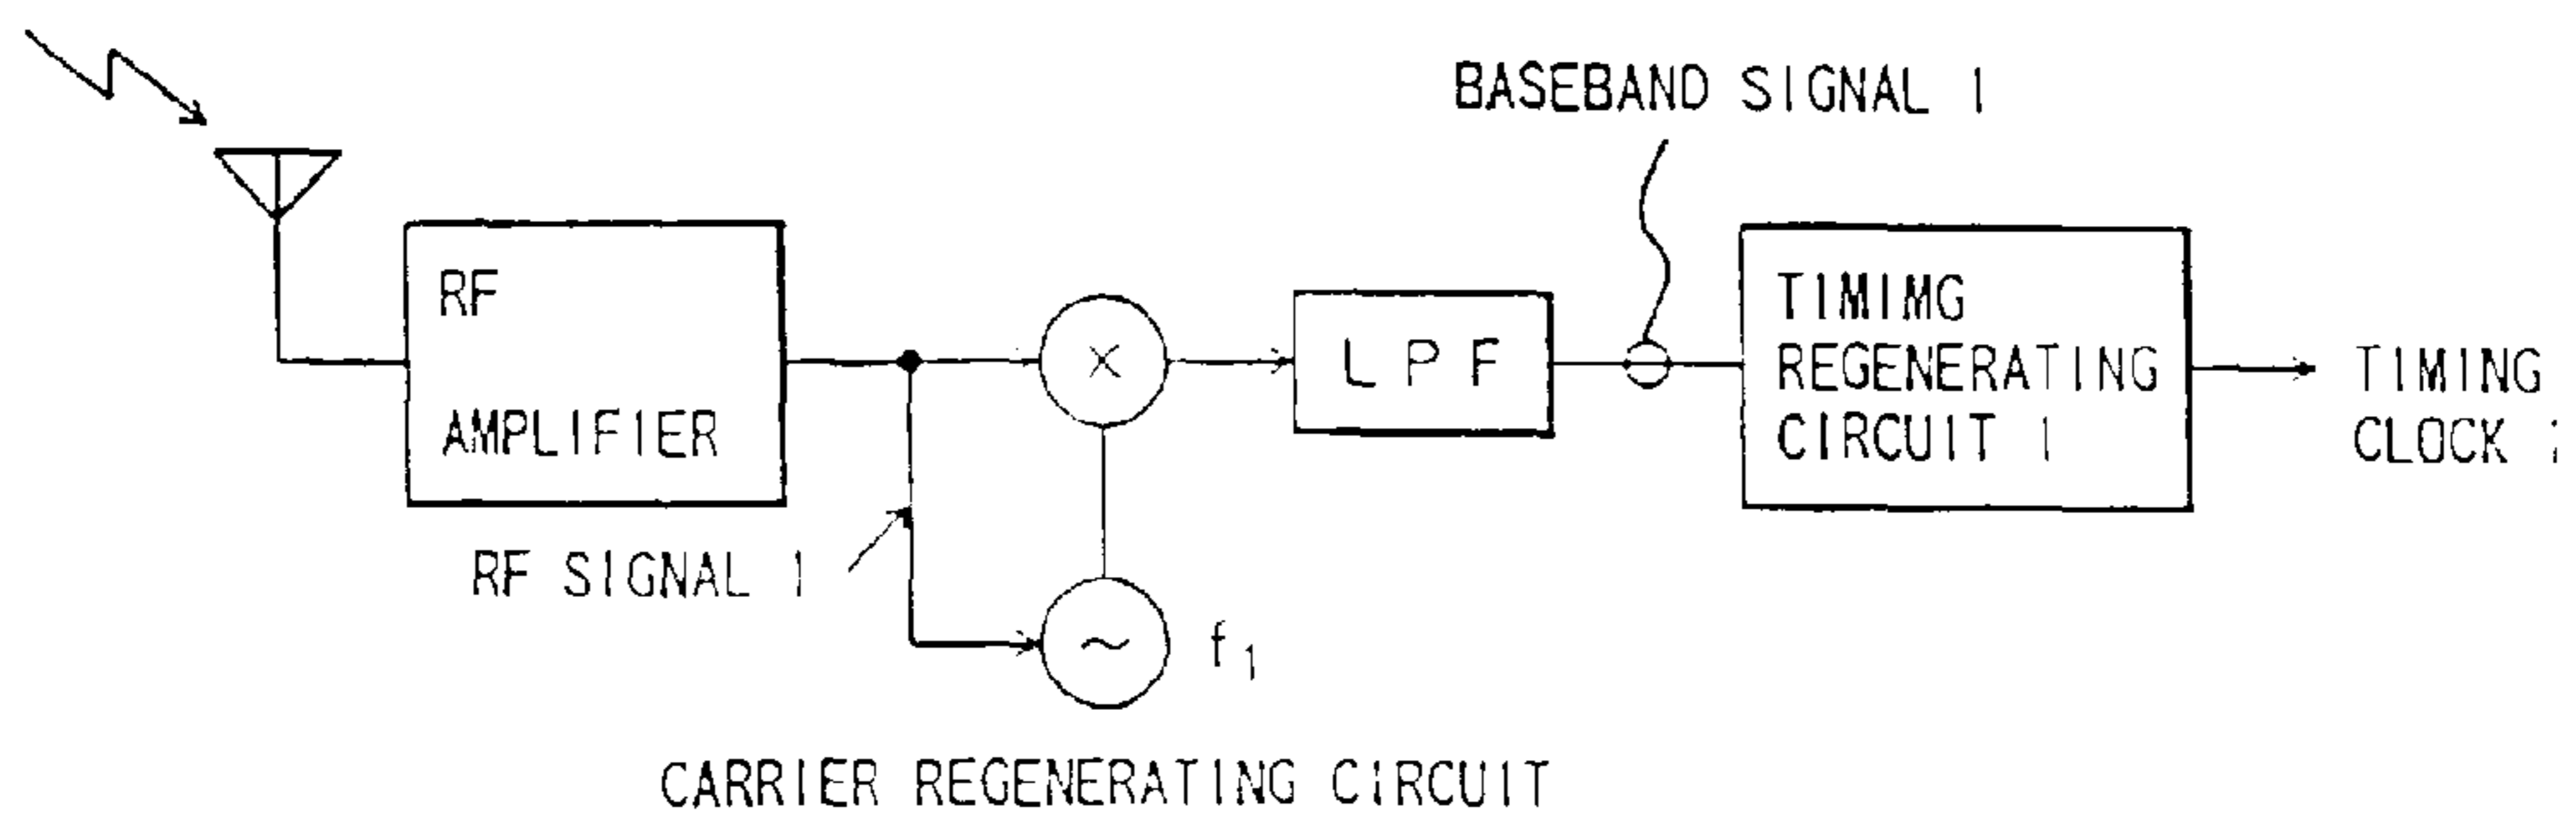 BASEBAND SIGNAL 1
RF
AMPLIFIER
×
LPF
TIMIMG
REGENERATING
CIRCUIT 1
TIMING
CLOCK
RF SIGNAL 1
~
f1
CARRIER REGENERATING CIRCUIT